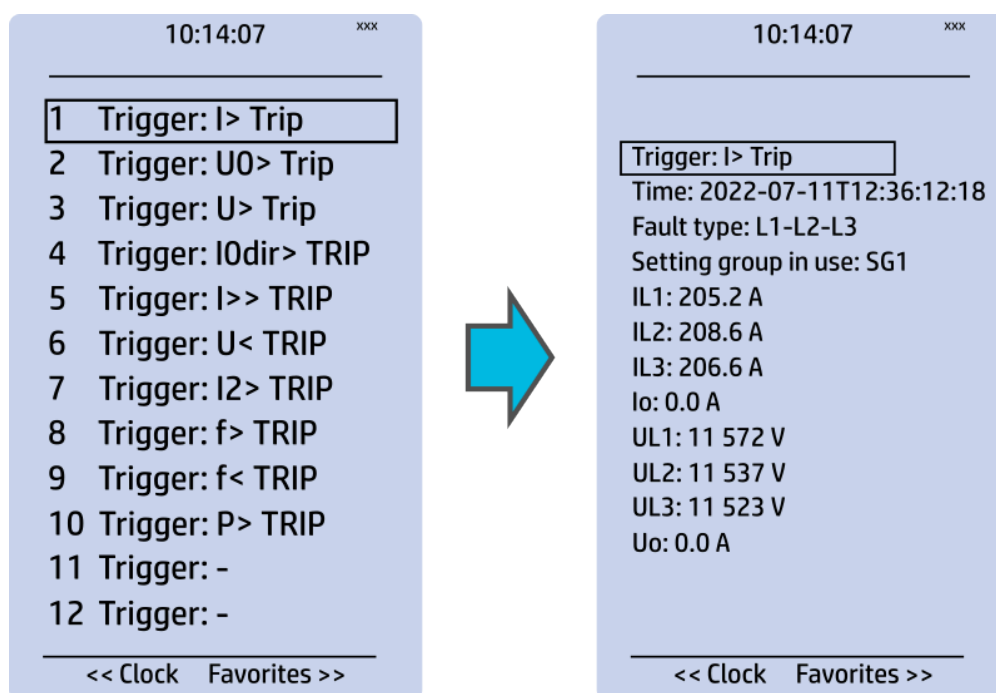 10:14:07 xxx
1 Trigger: I> Trip
2 Trigger: U0> Trip
3 Trigger: U> Trip
4 Trigger: I0dir> TRIP
5 Trigger: I>> TRIP
6 Trigger: U< TRIP
7 Trigger: I2> TRIP
8 Trigger: f> TRIP
9 Trigger: f< TRIP
10 Trigger: P> TRIP
11 Trigger: -
12 Trigger: -
<< Clock Favorites >>
10:14:07 xxx
Trigger: I> Trip
Time: 2022-07-11T12:36:12:18
Fault type: L1-L2-L3
Setting group in use: SG1
IL1: 205.2 A
IL2: 208.6 A
IL3: 206.6 A
Io: 0.0 A
UL1: 11 572 V
UL2: 11 537 V
UL3: 11 523 V
Uo: 0.0 A
<< Clock Favorites >>